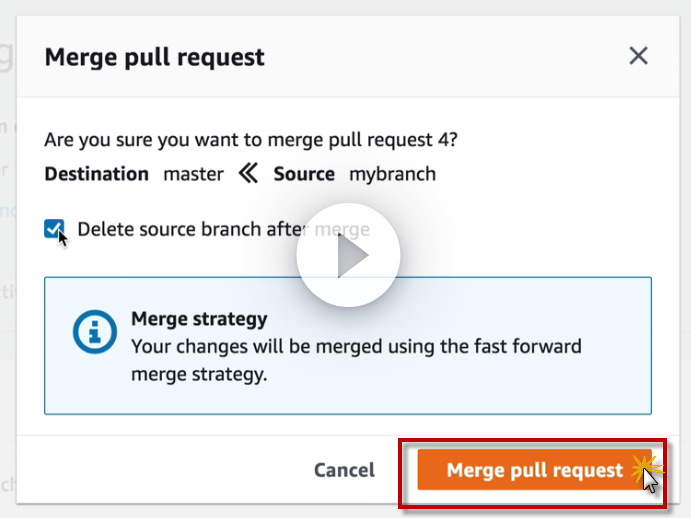 Merge pull request
Are you sure you want to merge pull request 4?
Destination master Source mybranch
Delete source branch after merge
Merge strategy
Your changes will be merged using the fast forward
merge strategy.
Cancel Merge pull request